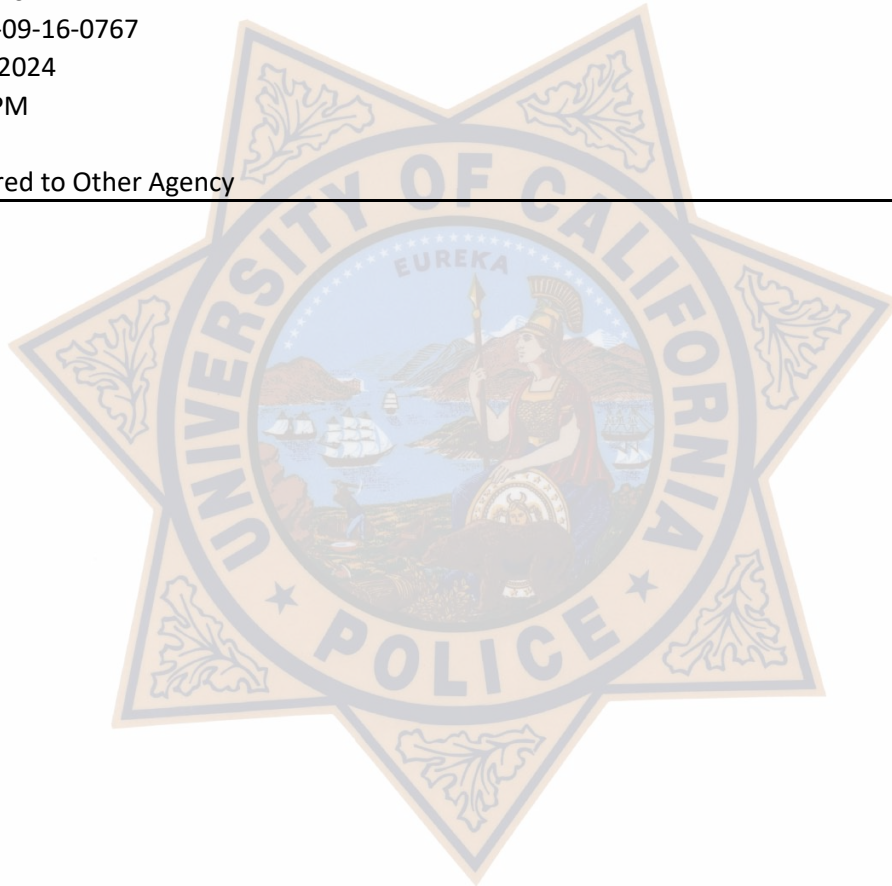 -09-16-0767
2024
PM
red to Other Agency
UNIVERSITY OF CALIFORNIA
EUREKA
POLICE